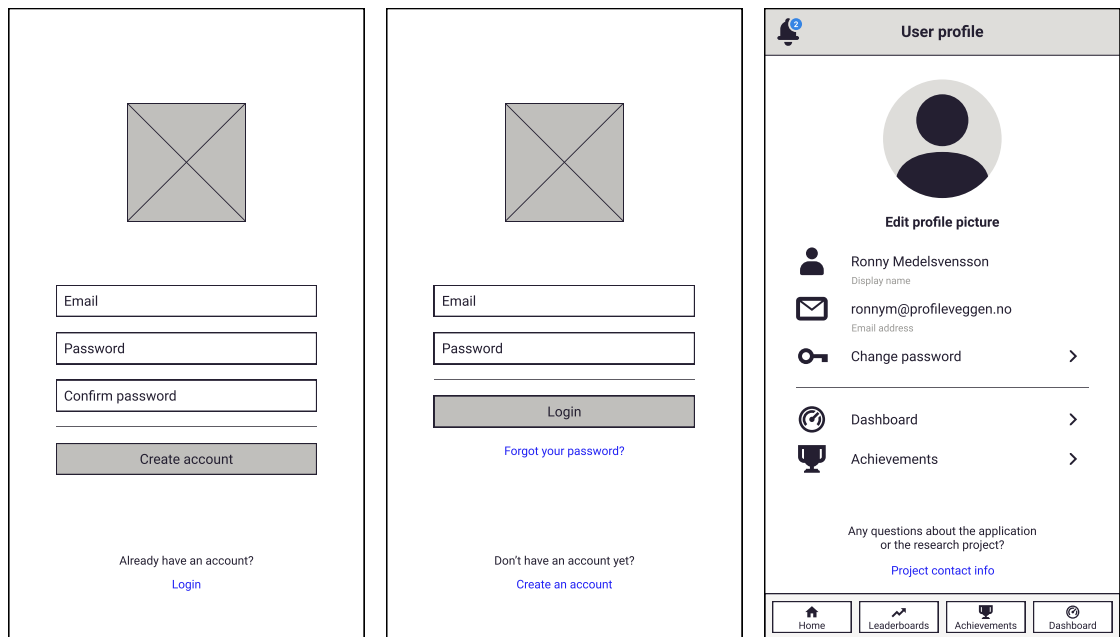 Email
Password
Confirm password
Create account
Already have an account?
Login
Email
Password
Login
Forgot your password?
Don't have an account yet?
Create an account
2
User profile
Edit profile picture
Ronny Medelsvensson
Display name
ronnym@profileveggen.no
Email address
Change password
Dashboard
Achievements
Any questions about the application
or the research project?
Project contact info
Home
Leaderboards
Achievements
Dashboard